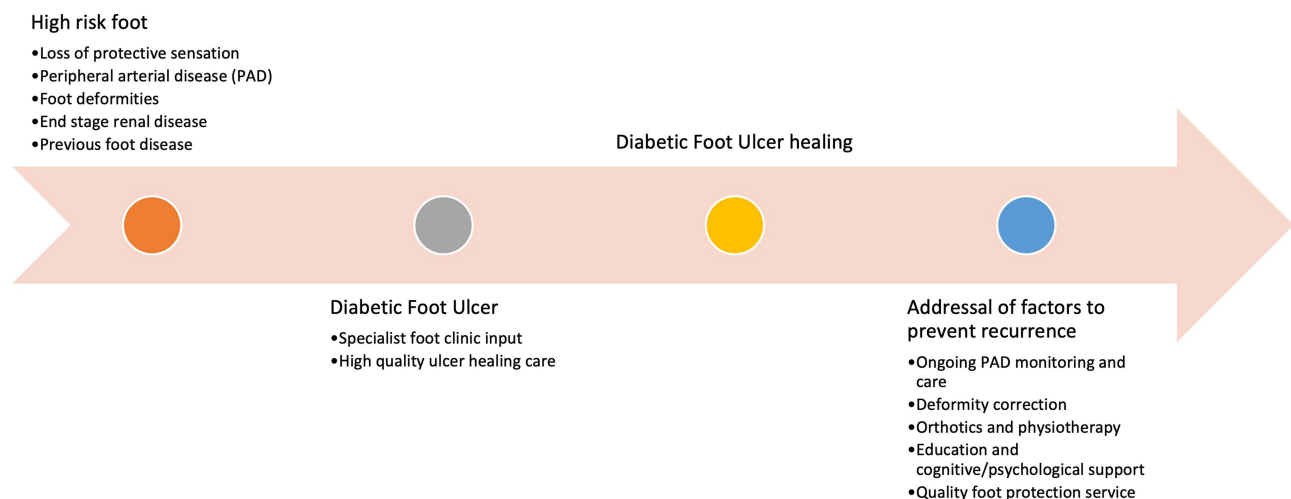 High risk foot
•Loss of protective sensation
•Peripheral arterial disease (PAD)
•Foot deformities
•End stage renal disease
•Previous foot disease
Diabetic Foot Ulcer
•Specialist foot clinic input
•High quality ulcer healing care
Diabetic Foot Ulcer healing
Addressal of factors to
prevent recurrence
•Ongoing PAD monitoring and
care
•Deformity correction
•Orthotics and physiotherapy
•Education and
cognitive/psychological support
•Quality foot protection service